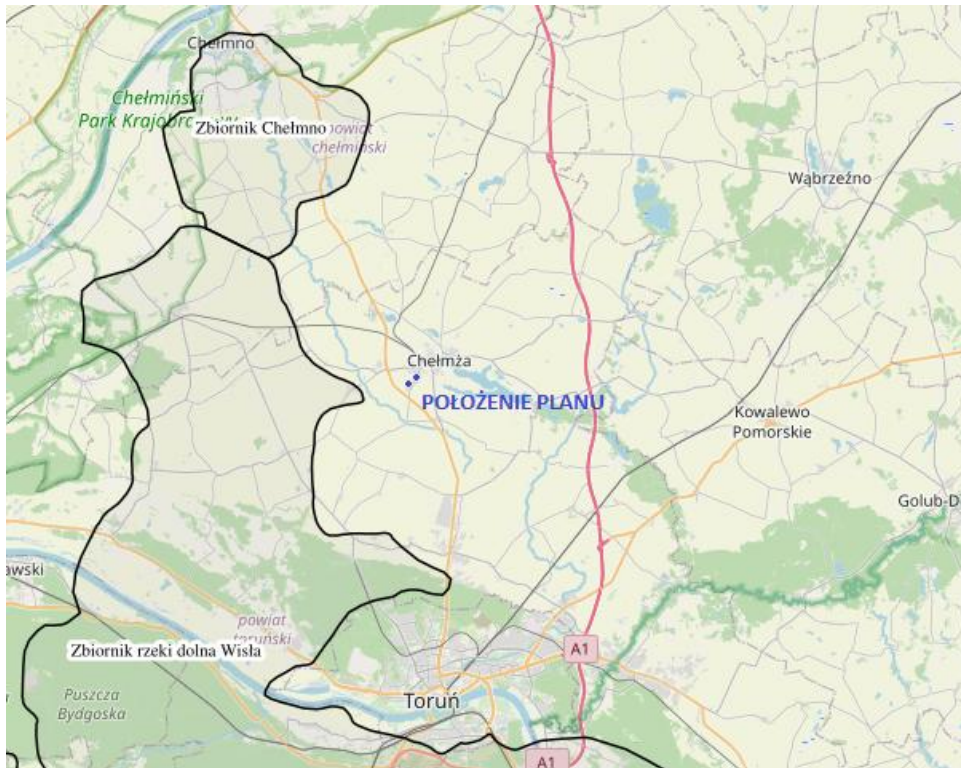 Chełmno
Chełmiński
Park Krajobrazowy
Zbiornik Chełmno
powiat
chełmiński
Wąbrzeźno
Chełmża
POŁOŻENIE PLANU
Kowalewo
Pomorskie
Golub-D
awski
powiat
toruński
Zbiornik rzeki dolna Wisła
A1
Puszcza
Bydgoska
Toruń
A1